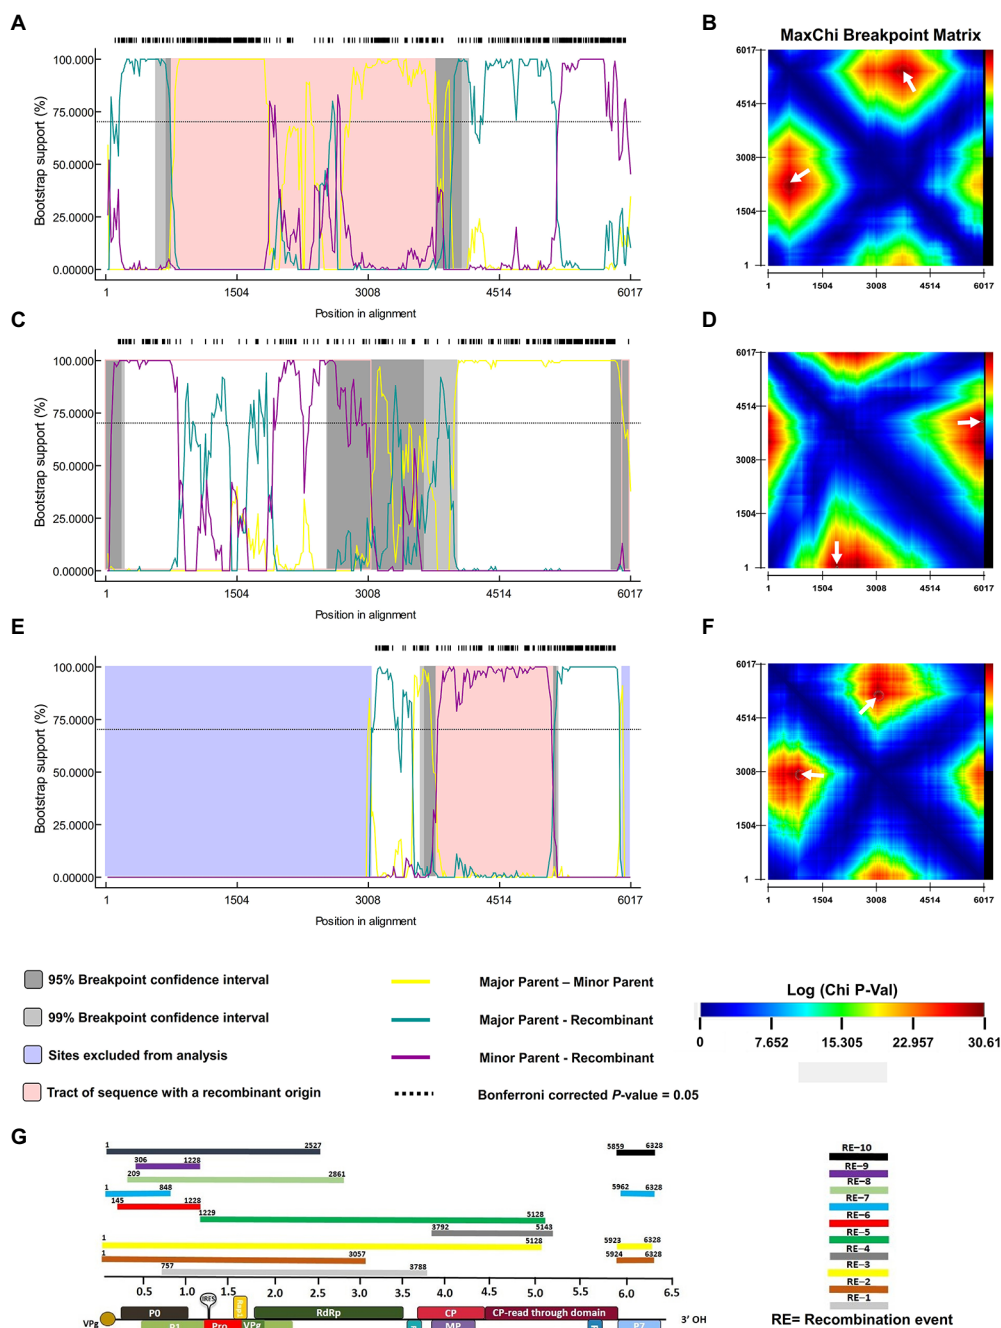 A
B
MaxChi Breakpoint Matrix
Bootstrap support (%)
100.000
75.0000
50.0000
25.0000
0.00000
1
1504
3008
4514
6017
Position in alignment
6017
4514
3008
1504
1
1
1504
3008
4514
6017
C
D
Bootstrap support (%)
100.000
75.0000
50.0000
25.0000
0.00000
1
1504
3008
4514
6017
Position in alignment
6017
4514
3008
1504
1
1
1504
3008
4514
6017
E
F
Bootstrap support (%)
100.000
75.0000
50.0000
25.0000
0.00000
1
1504
3008
4514
6017
Position in alignment
6017
4514
3008
1504
1
1
1504
3008
4514
6017
95% Breakpoint confidence interval
99% Breakpoint confidence interval
Sites excluded from analysis
Tract of sequence with a recombinant origin
Major Parent – Minor Parent
Major Parent - Recombinant
Minor Parent - Recombinant
Bonferroni corrected P-value = 0.05
Log (Chi P-Val)
0 7.652 15.305 22.957 30.61
G
1 2527 5859 6328
306 1228
209 2861
1 848 5962 6328
145 1228
1229 5128
3792 5143
1 5128 5923 6328
1 3057 5924 6328
757 3788
0.5 1.0 1.5 2.0 2.5 3.0 3.5 4.0 4.5 5.0 5.5 6.0 6.5
IRES
Rap1
P0 RdRp CP CP-read through domain
VPg P1 Pro VPg MP P7 3' OH
RE-10
RE-9
RE-8
RE-7
RE-6
RE-5
RE-4
RE-3
RE-2
RE-1
RE= Recombination event